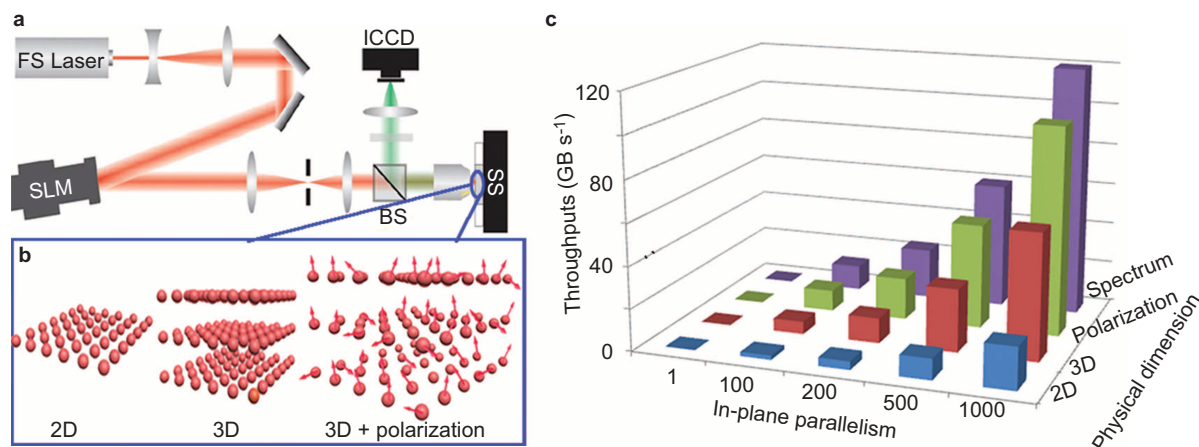 a
FS Laser
ICCD
SLM
BS
SS
b
2D
3D
3D + polarization
c
Throughputs (GB s⁻¹)
120
80
40
0
1
100
200
500
1000
In-plane parallelism
2D
3D
Polarization
Spectrum
Physical dimension